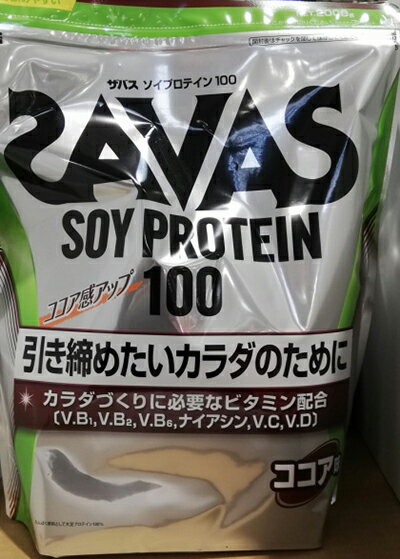 2000g
ザバス ソイプロテイン100
SAVAS
SOY PROTEIN
ココア感アップ
100
引き締めたいカラダのために
カラダづくりに必要なビタミン配合
(V.B1,V.B2,V.B6,ナイアシン,V.C,V.D)
ココア